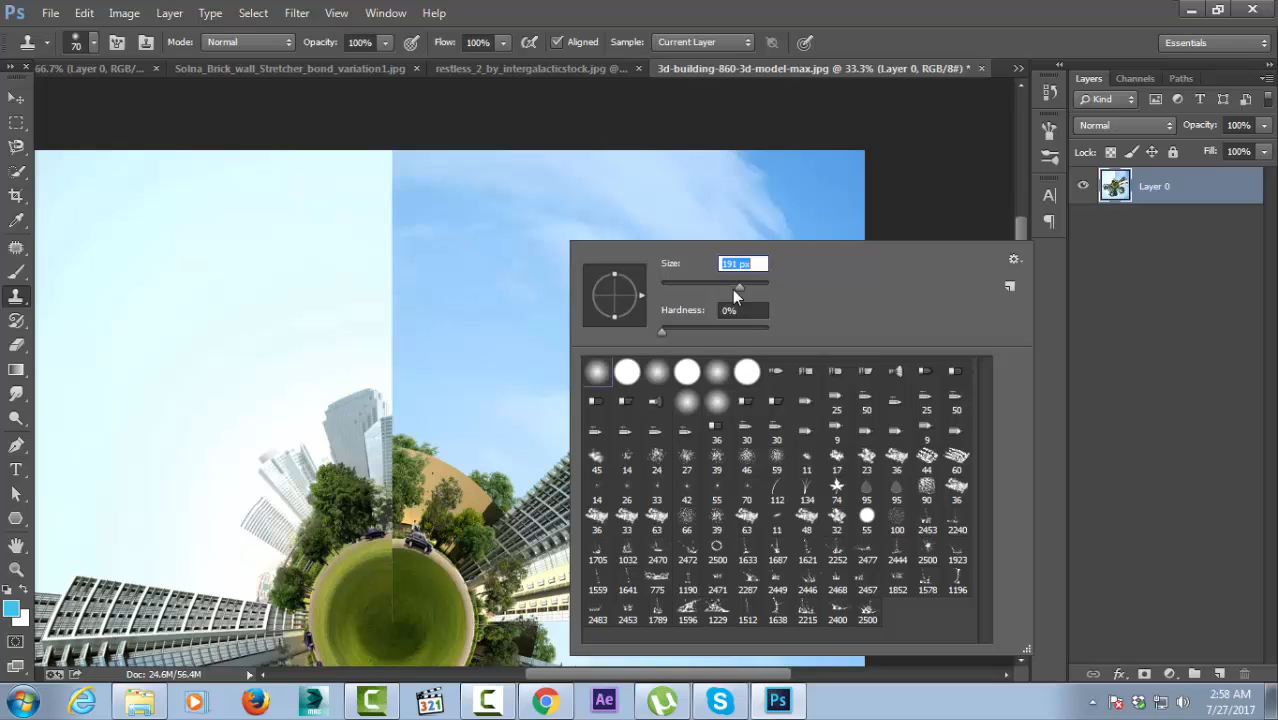 Ps File Edit Image Layer Type Select Filter View Window Help
70 Mode: Normal Opacity: 100% Flow: 100% Aligned Sample: Current Layer Essentials
66.7% (Layer 0, RGB/... × Solna_Brick_wall_Stretcher_bond_variation1.jpg × restless_2_by_intergalacticstock.jpg @ ... × 3d-building-860-3d-model-max.jpg @ 33.3% (Layer 0, RGB/8#) * ×
Layers Channels Paths
Kind
Normal Opacity: 100%
Lock: Fill: 100%
Layer 0
Size: 191 px
Hardness: 0%
25 50 25 50
36 30 30 9 9
45 14 24 27 39 46 59 11 17 23 36 44 60
14 26 33 42 55 70 112 134 74 95 95 90 36
36 33 63 66 39 63 11 48 32 55 100 2453 2240
1705 1032 2470 2472 2500 1633 1687 1621 2252 2477 2444 2500 1923
1559 1641 775 1190 2471 2287 2449 2446 2468 2457 1852 1578 1196
2483 2453 1789 1596 1229 1512 1638 2215 2400 2500
Doc: 24.6M/56.4M
321 Ae Ps
2:58 AM
7/27/2017